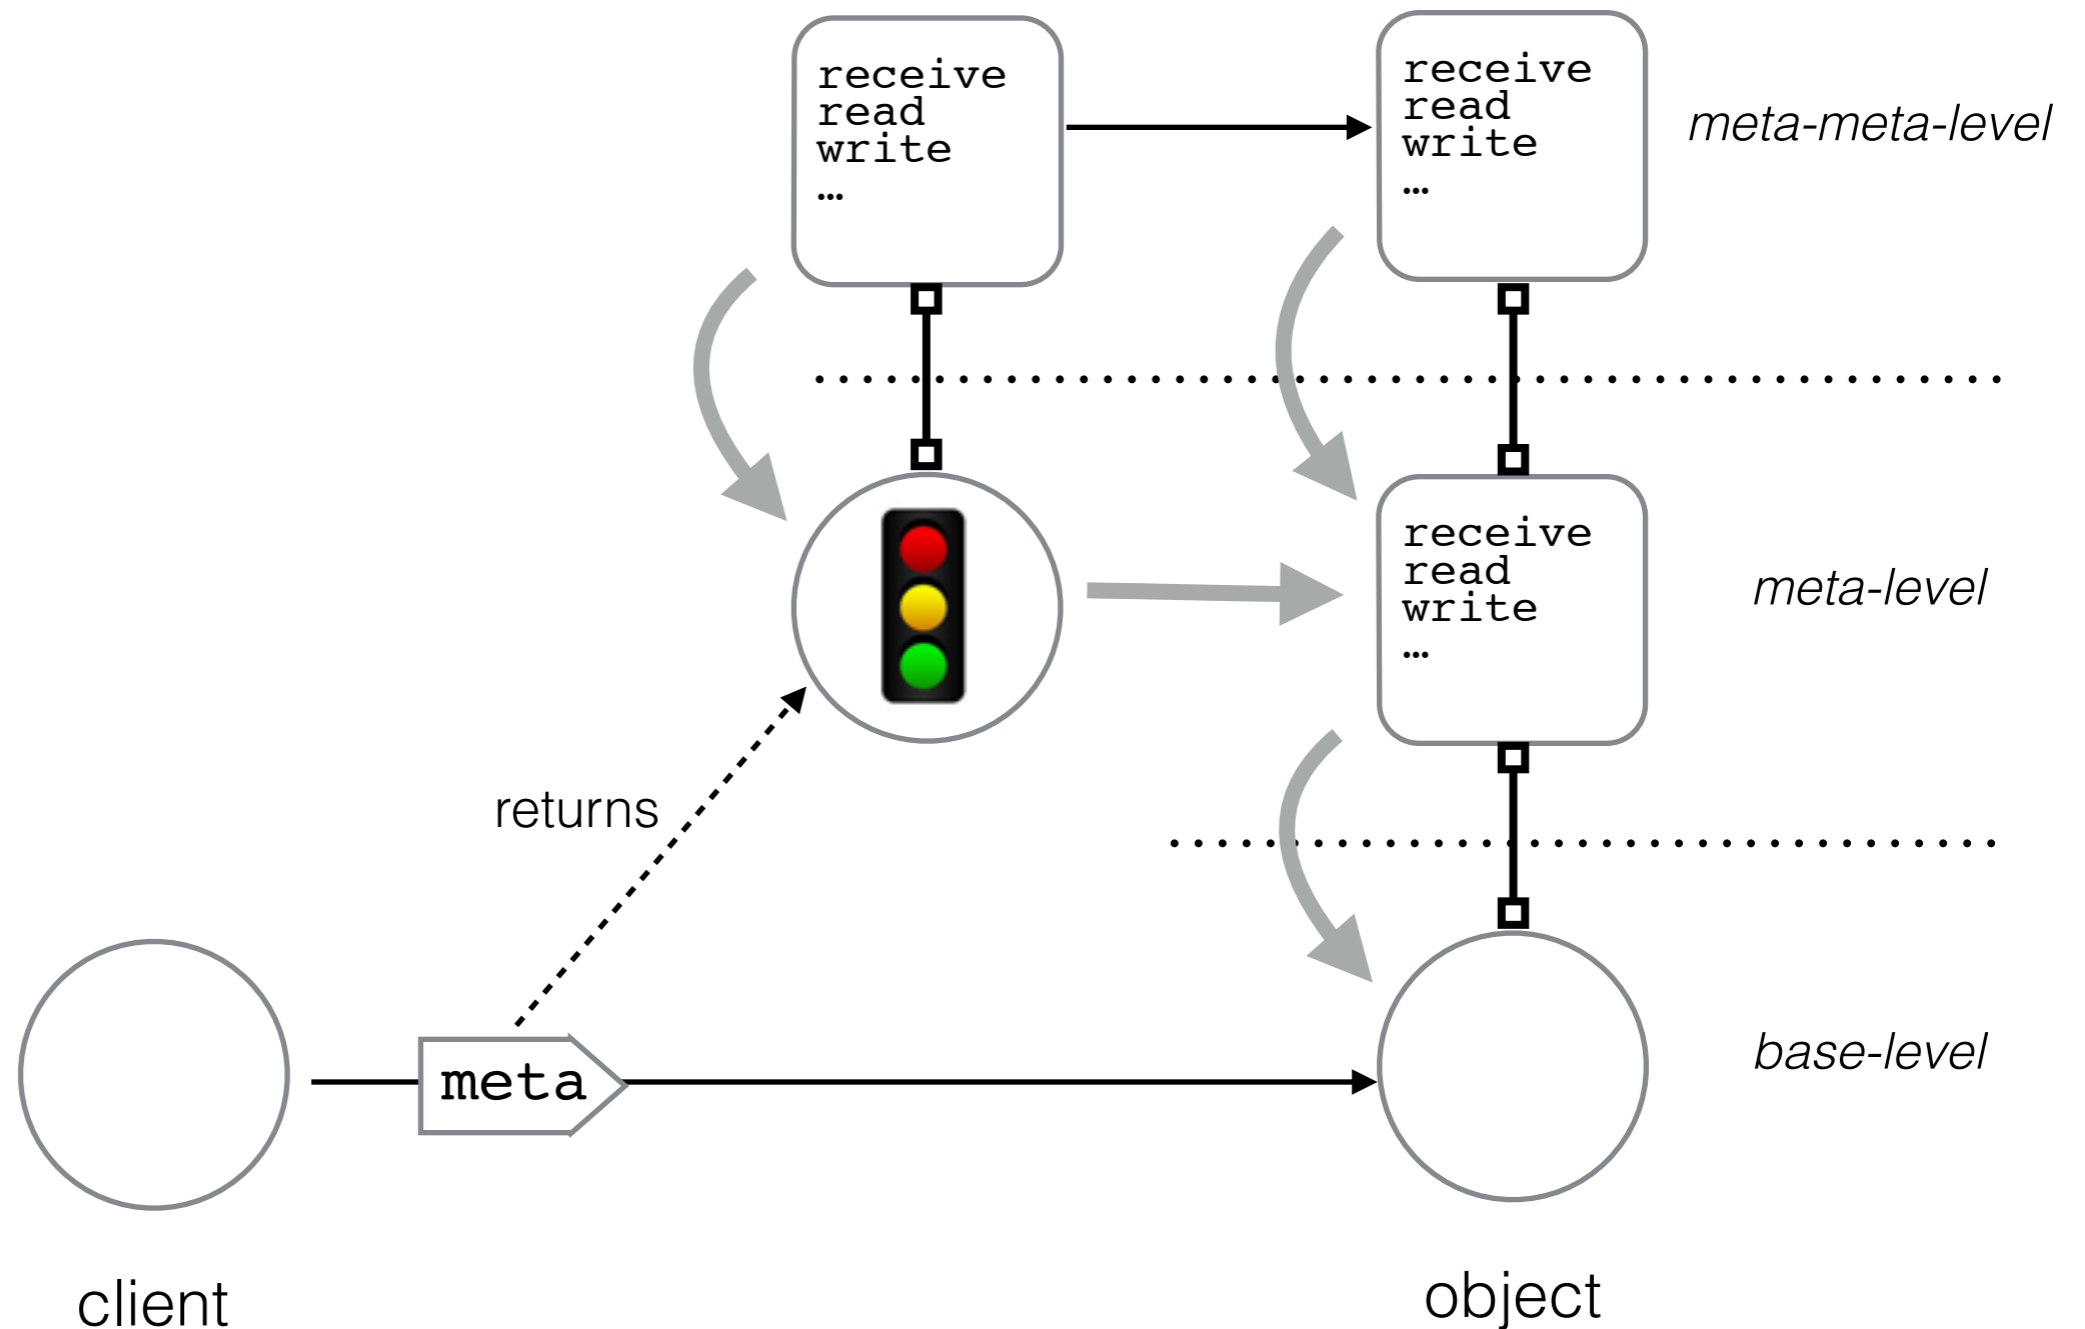 receive
read
write
…
receive
read
write
…
meta-meta-level
receive
read
write
…
meta-level
returns
meta
base-level
client
object